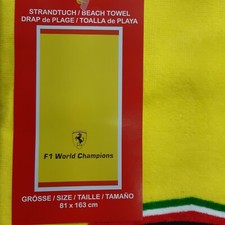 STRANDTUCH / BEACH TOWEL
DRAP de PLAGE / TOALLA de PLAYA
F1 World Champions
GRÖSSE / SIZE / TAILLE / TAMAÑO
81 x 163 cm